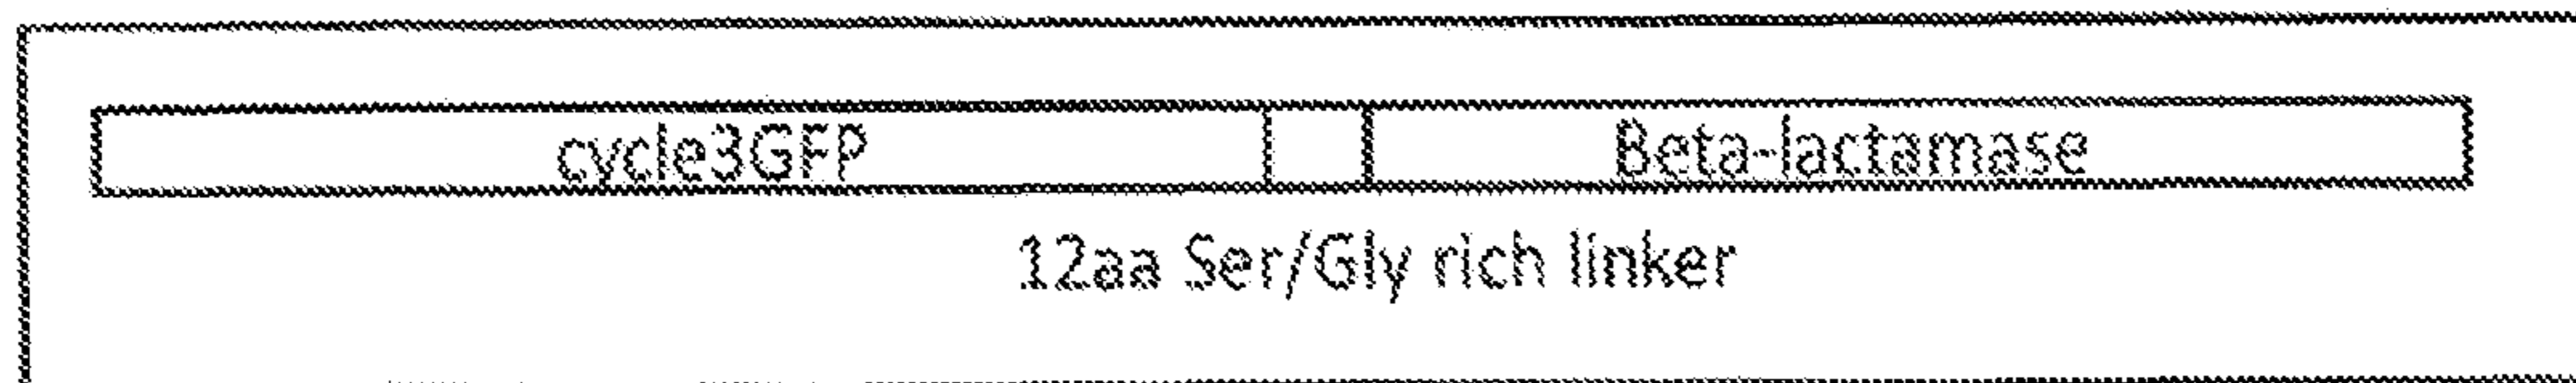 cycle3GFP Beta-lactamase
12aa Ser/Gly rich linker